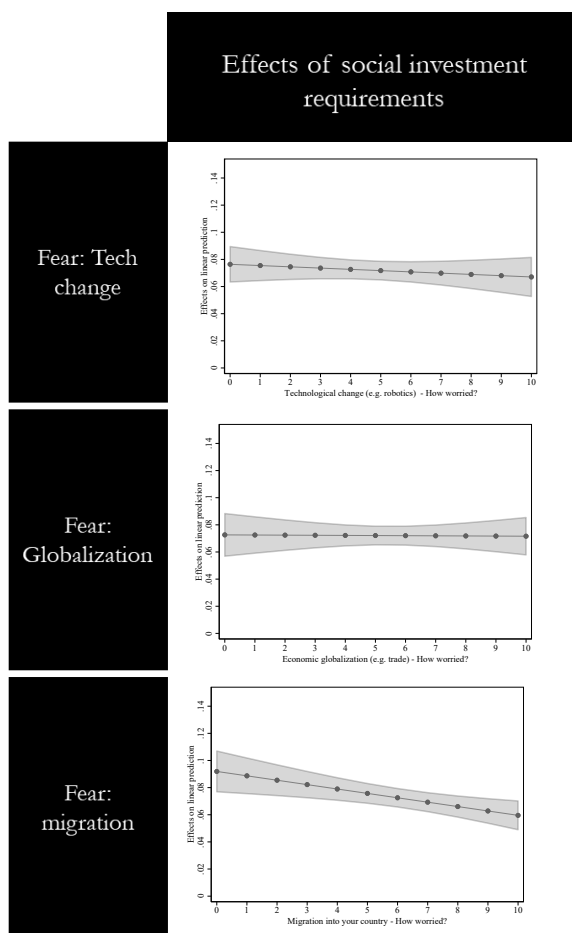 Effects of social investment
requirements
Fear: Tech
change
Effects on linear prediction
0 .02 .04 .06 .08 .1 .12 .14
0 1 2 3 4 5 6 7 8 9 10
Technological change (e.g. robotics) - How worried?
Fear:
Globalization
Effects on linear prediction
0 .02 .04 .06 .08 .1 .12 .14
0 1 2 3 4 5 6 7 8 9 10
Economic globalization (e.g. trade) - How worried?
Fear:
migration
Effects on linear prediction
0 .02 .04 .06 .08 .1 .12 .14
0 1 2 3 4 5 6 7 8 9 10
Migration into your country - How worried?